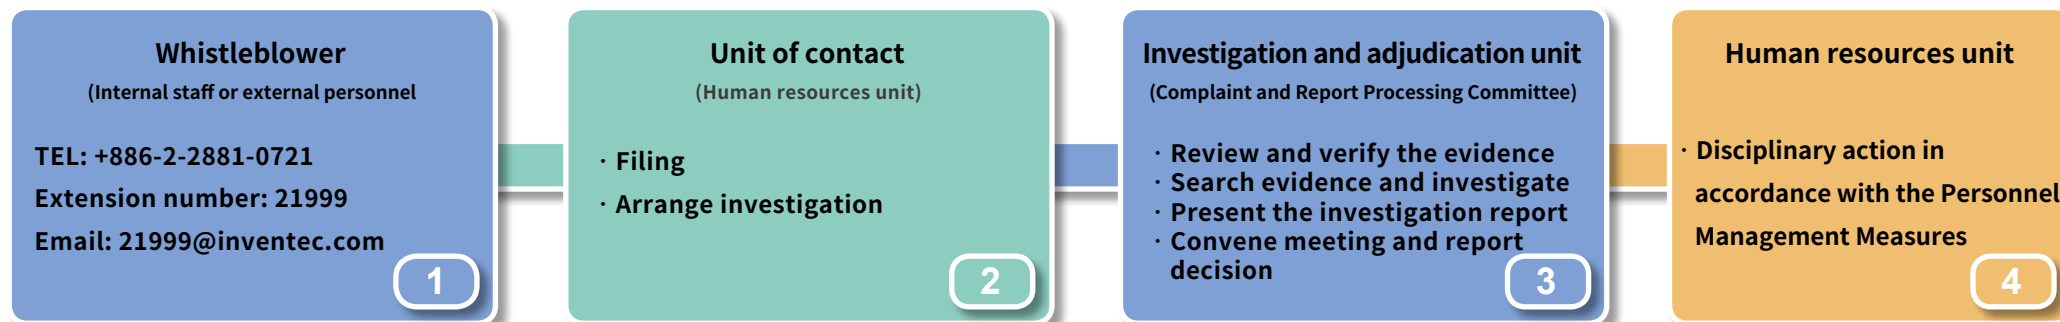 Whistleblower
(Internal staff or external personnel
TEL: +886-2-2881-0721
Extension number: 21999
Email: 21999@inventec.com
1
Unit of contact
(Human resources unit)
· Filing
· Arrange investigation
2
Investigation and adjudication unit
(Complaint and Report Processing Committee)
· Review and verify the evidence
· Search evidence and investigate
· Present the investigation report
· Convene meeting and report
decision
3
Human resources unit
· Disciplinary action in
accordance with the Personnel
Management Measures
4